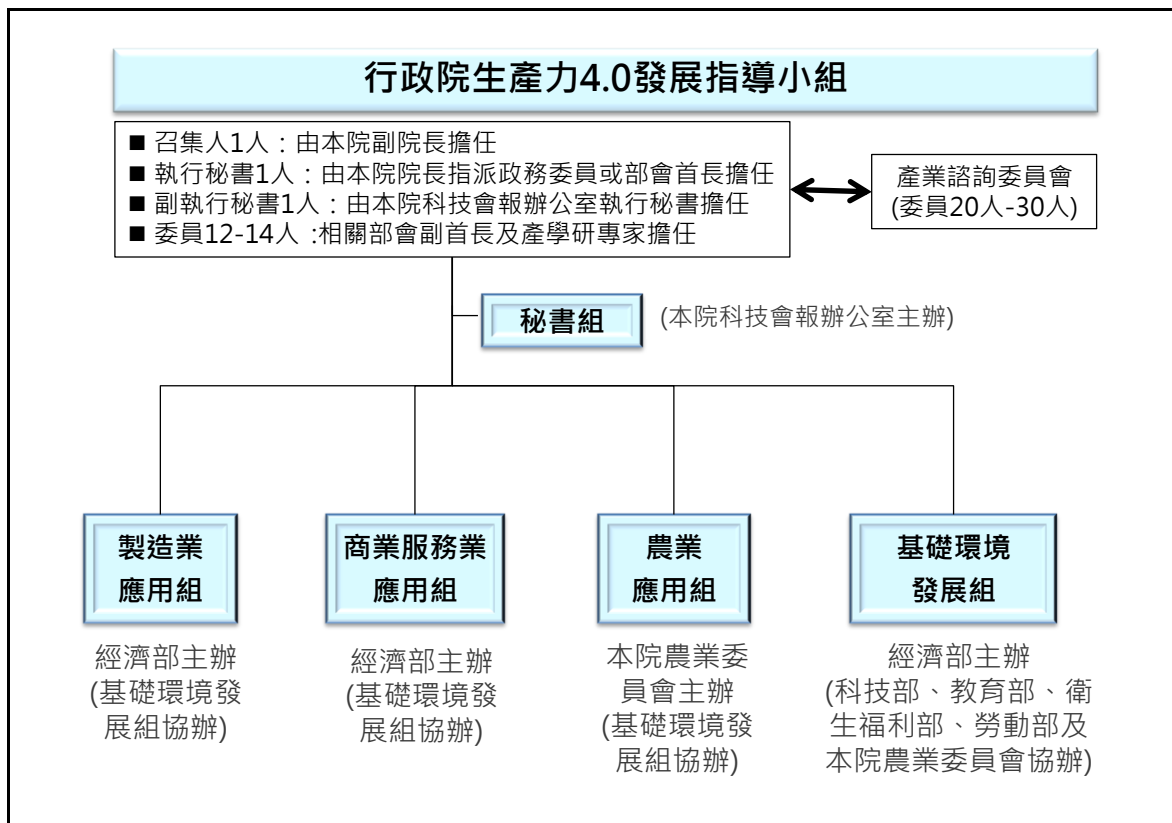 行政院生產力4.0發展指導小組
■ 召集人1人：由本院副院長擔任
■ 執行秘書1人：由本院院長指派政務委員或部會首長擔任
■ 副執行秘書1人：由本院科技會報辦公室執行秘書擔任
■ 委員12-14人 :相關部會副首長及產學研專家擔任
產業諮詢委員會
(委員20人-30人)
秘書組
(本院科技會報辦公室主辦)
製造業
應用組
經濟部主辦
(基礎環境發
展組協辦)
商業服務業
應用組
經濟部主辦
(基礎環境發
展組協辦)
農業
應用組
本院農業委
員會主辦
(基礎環境發
展組協辦)
基礎環境
發展組
經濟部主辦
(科技部、教育部、衛
生福利部、勞動部及
本院農業委員會協辦)